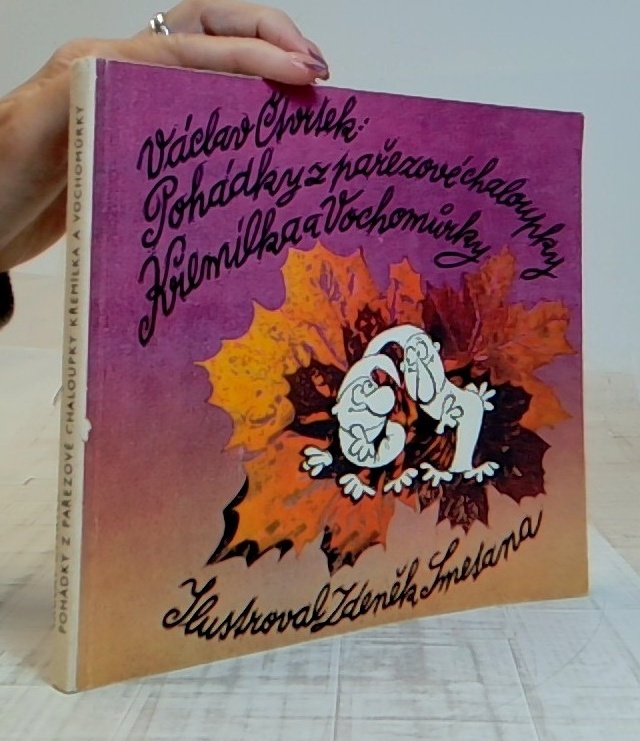 Václav Čtvrtek:
Pohádky z pařezové chaloupky
Křemílka a Vochomůrky
Ilustroval Zdeněk Smetana
POHÁDKY Z PAŘEZOVÉ CHALOUPKY KŘEMÍLKA A VOCHOMŮRKY